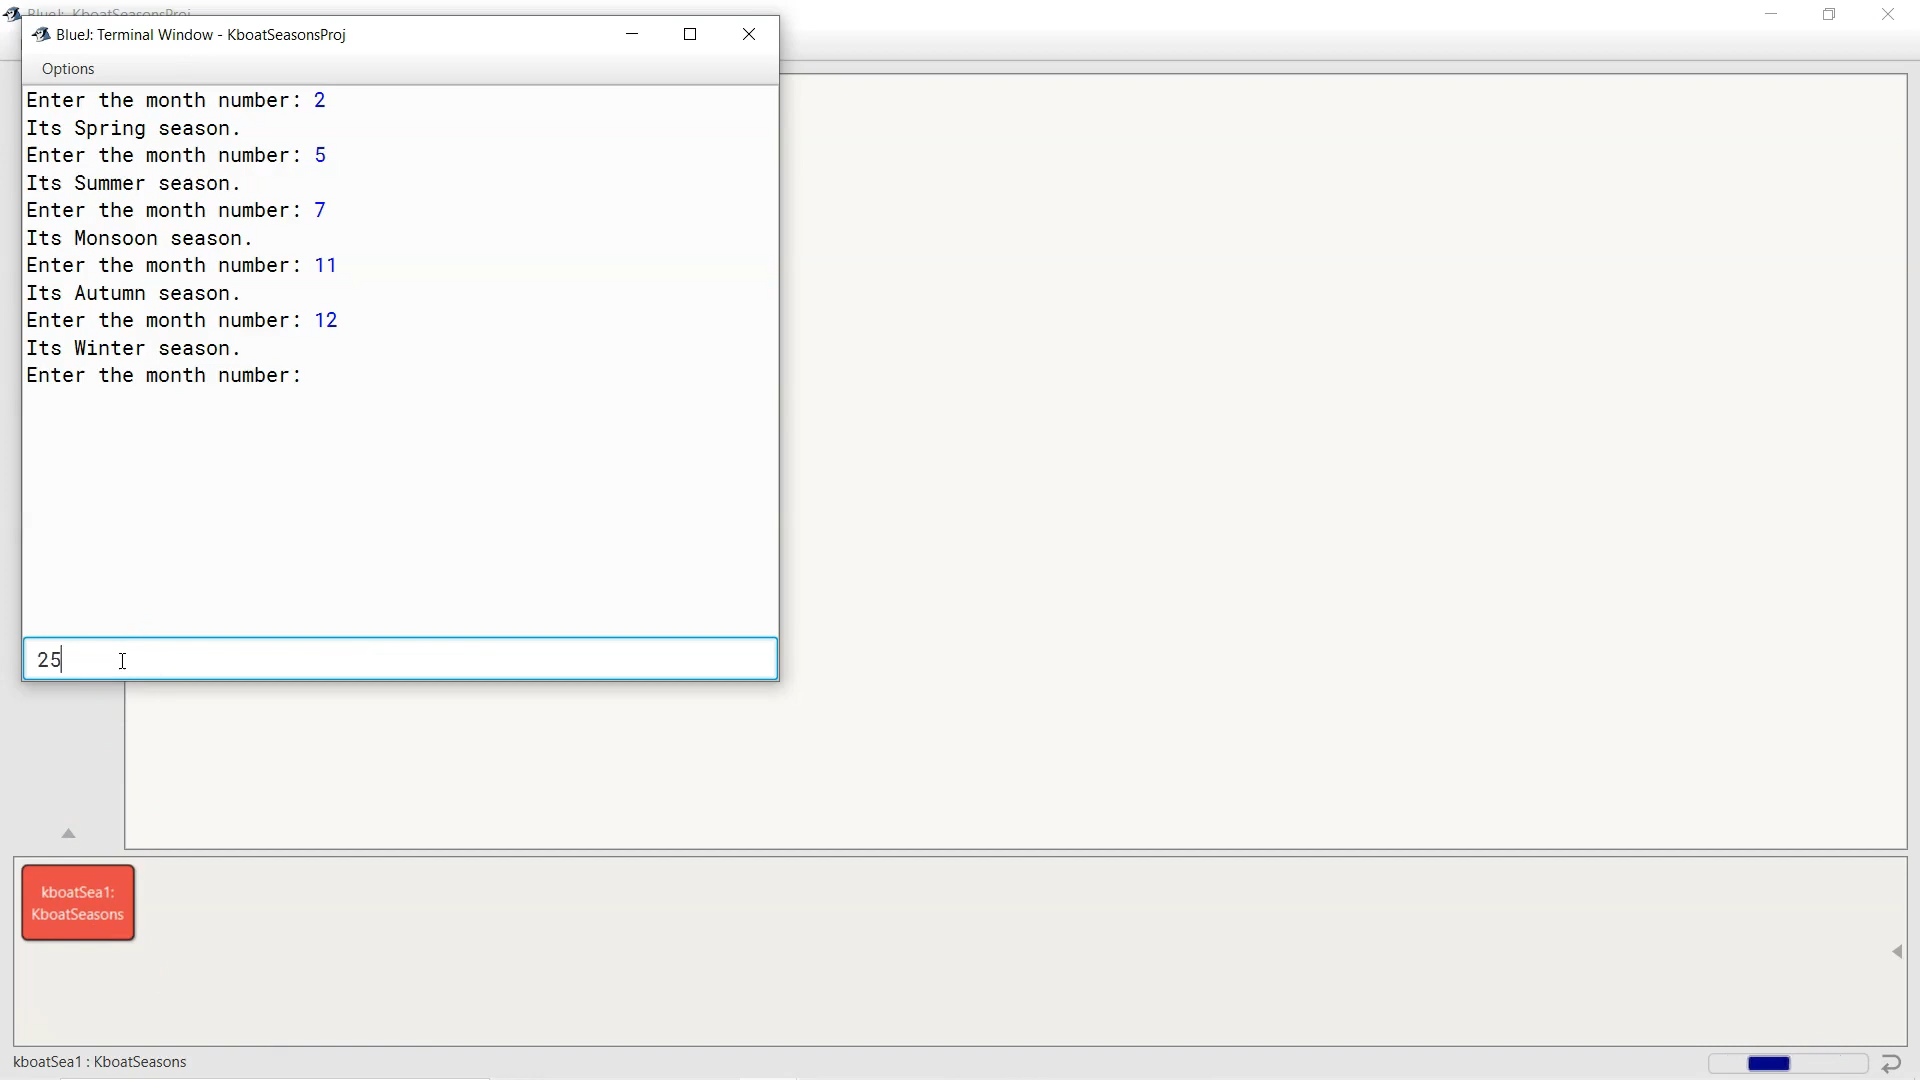 BlueJ: KboatSeasonsProj
BlueJ: Terminal Window - KboatSeasonsProj
Options
Enter the month number: 2
Its Spring season.
Enter the month number: 5
Its Summer season.
Enter the month number: 7
Its Monsoon season.
Enter the month number: 11
Its Autumn season.
Enter the month number: 12
Its Winter season.
Enter the month number:
25
kboatSea1:
KboatSeasons
kboatSea1 : KboatSeasons